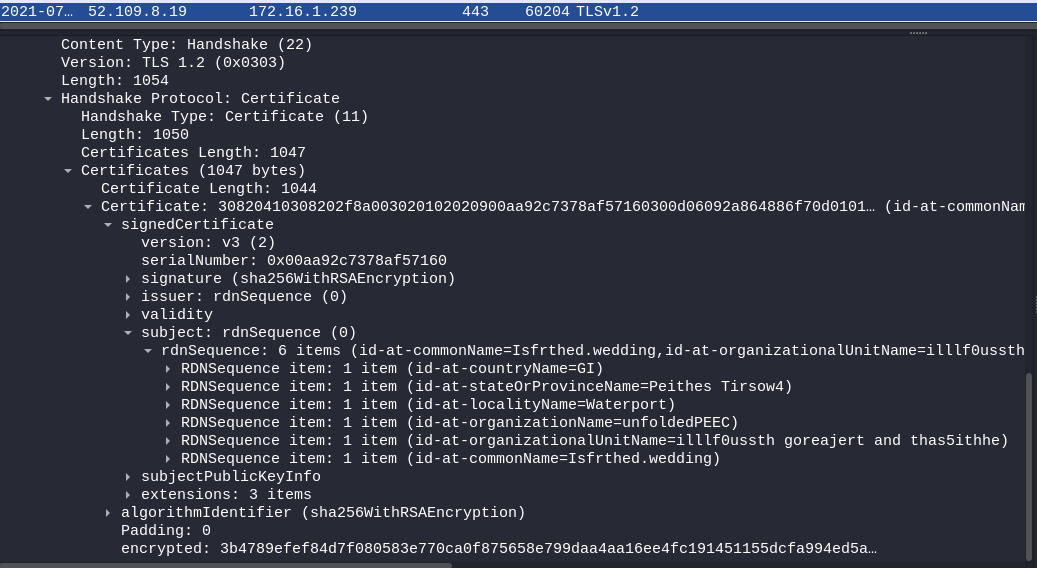 2021-07… 52.109.8.19 172.16.1.239 443 60204 TLSv1.2
Content Type: Handshake (22)
Version: TLS 1.2 (0x0303)
Length: 1054
Handshake Protocol: Certificate
Handshake Type: Certificate (11)
Length: 1050
Certificates Length: 1047
Certificates (1047 bytes)
Certificate Length: 1044
Certificate: 30820410308202f8a003020102020900aa92c7378af57160300d06092a864886f70d0101… (id-at-commonNam
signedCertificate
version: v3 (2)
serialNumber: 0x00aa92c7378af57160
signature (sha256WithRSAEncryption)
issuer: rdnSequence (0)
validity
subject: rdnSequence (0)
rdnSequence: 6 items (id-at-commonName=Isfrthed.wedding,id-at-organizationalUnitName=illlf0ussth
RDNSequence item: 1 item (id-at-countryName=GI)
RDNSequence item: 1 item (id-at-stateOrProvinceName=Peithes Tirsow4)
RDNSequence item: 1 item (id-at-localityName=Waterport)
RDNSequence item: 1 item (id-at-organizationName=unfoldedPEEC)
RDNSequence item: 1 item (id-at-organizationalUnitName=illlf0ussth goreajert and thas5ithhe)
RDNSequence item: 1 item (id-at-commonName=Isfrthed.wedding)
subjectPublicKeyInfo
extensions: 3 items
algorithmIdentifier (sha256WithRSAEncryption)
Padding: 0
encrypted: 3b4789efef84d7f080583e770ca0f875658e799daa4aa16ee4fc191451155dcfa994ed5a…